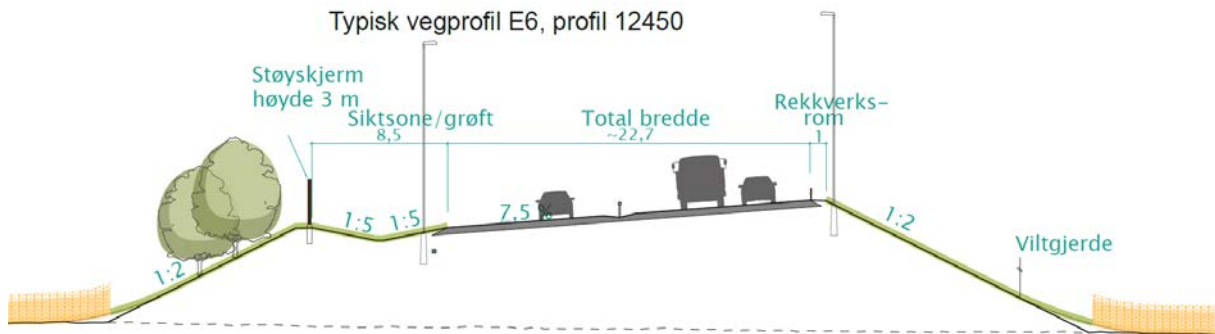 Typisk vegprofil E6, profil 12450
Støyskjerm
høyde 3 m
Siktsone/grøft
8,5
Total bredde
~22,7
Rekkverks-
rom
1
1:2
1:5
1:5
7,5 %
1:2
Viltgjerde